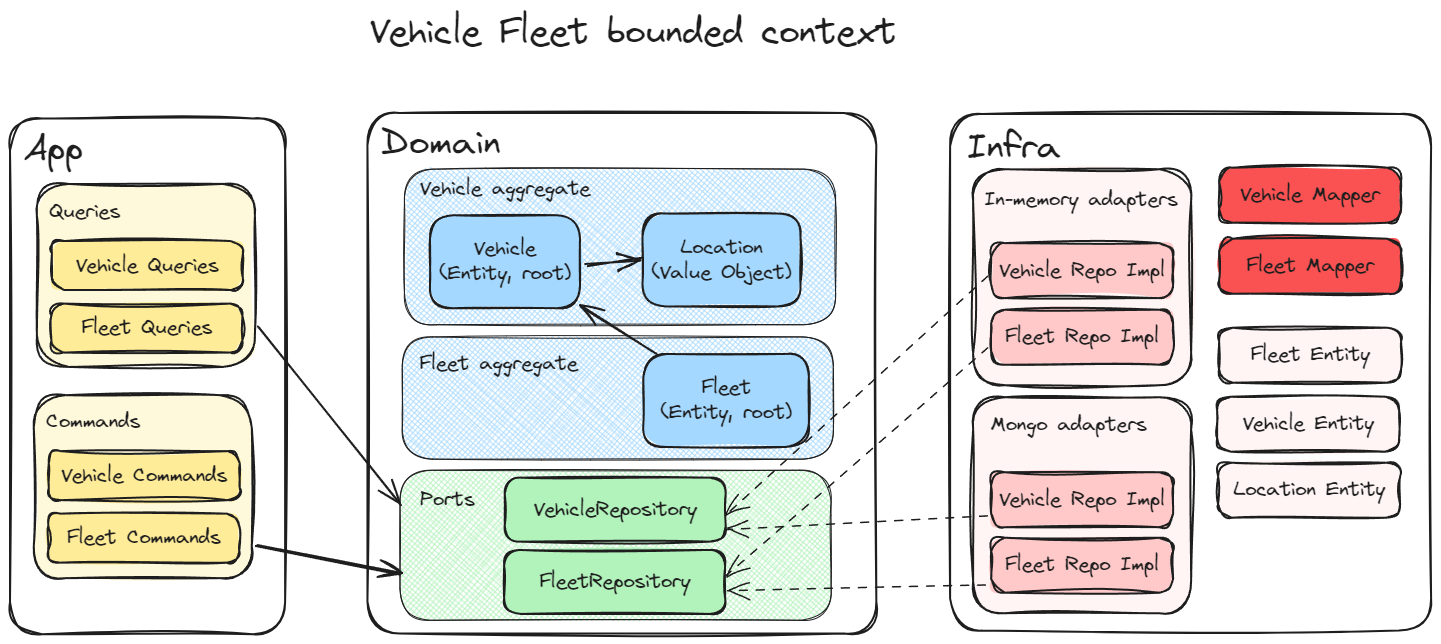 Vehicle Fleet bounded context
App
Queries
Vehicle Queries
Fleet Queries
Commands
Vehicle Commands
Fleet Commands
Domain
Vehicle aggregate
Vehicle
(Entity, root)
Location
(Value Object)
Fleet aggregate
Fleet
(Entity, root)
Ports
VehicleRepository
FleetRepository
Infra
In-memory adapters
Vehicle Repo Impl
Fleet Repo Impl
Mongo adapters
Vehicle Repo Impl
Fleet Repo Impl
Vehicle Mapper
Fleet Mapper
Fleet Entity
Vehicle Entity
Location Entity